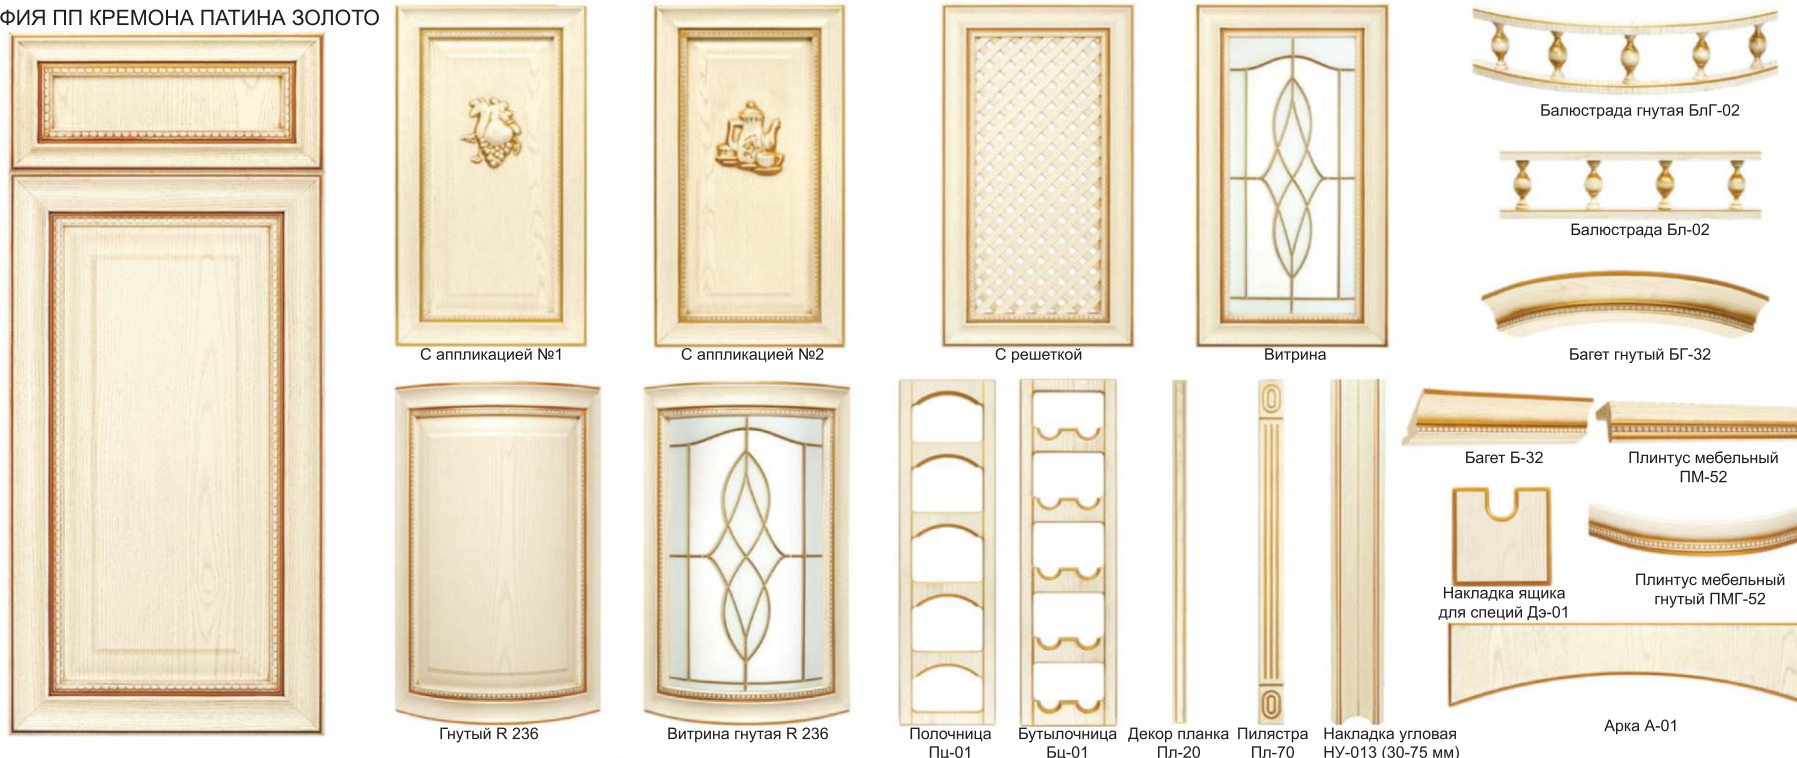 ФИЯ ПП КРЕМОНА ПАТИНА ЗОЛОТО
С аппликацией №1
С аппликацией №2
С решеткой
Витрина
Балюстрада гнутая БлГ-02
Балюстрада Бл-02
Багет гнутый БГ-32
Багет Б-32
Плинтус мебельный
ПМ-52
Накладка ящика
для специй Дэ-01
Плинтус мебельный
гнутый ПМГ-52
Арка А-01
Гнутый R 236
Витрина гнутая R 236
Полочница
Пц-01
Бутылочница
Бц-01
Декор планка
Пл-20
Пилястра
Пл-70
Накладка угловая
НУ-013 (30-75 мм)